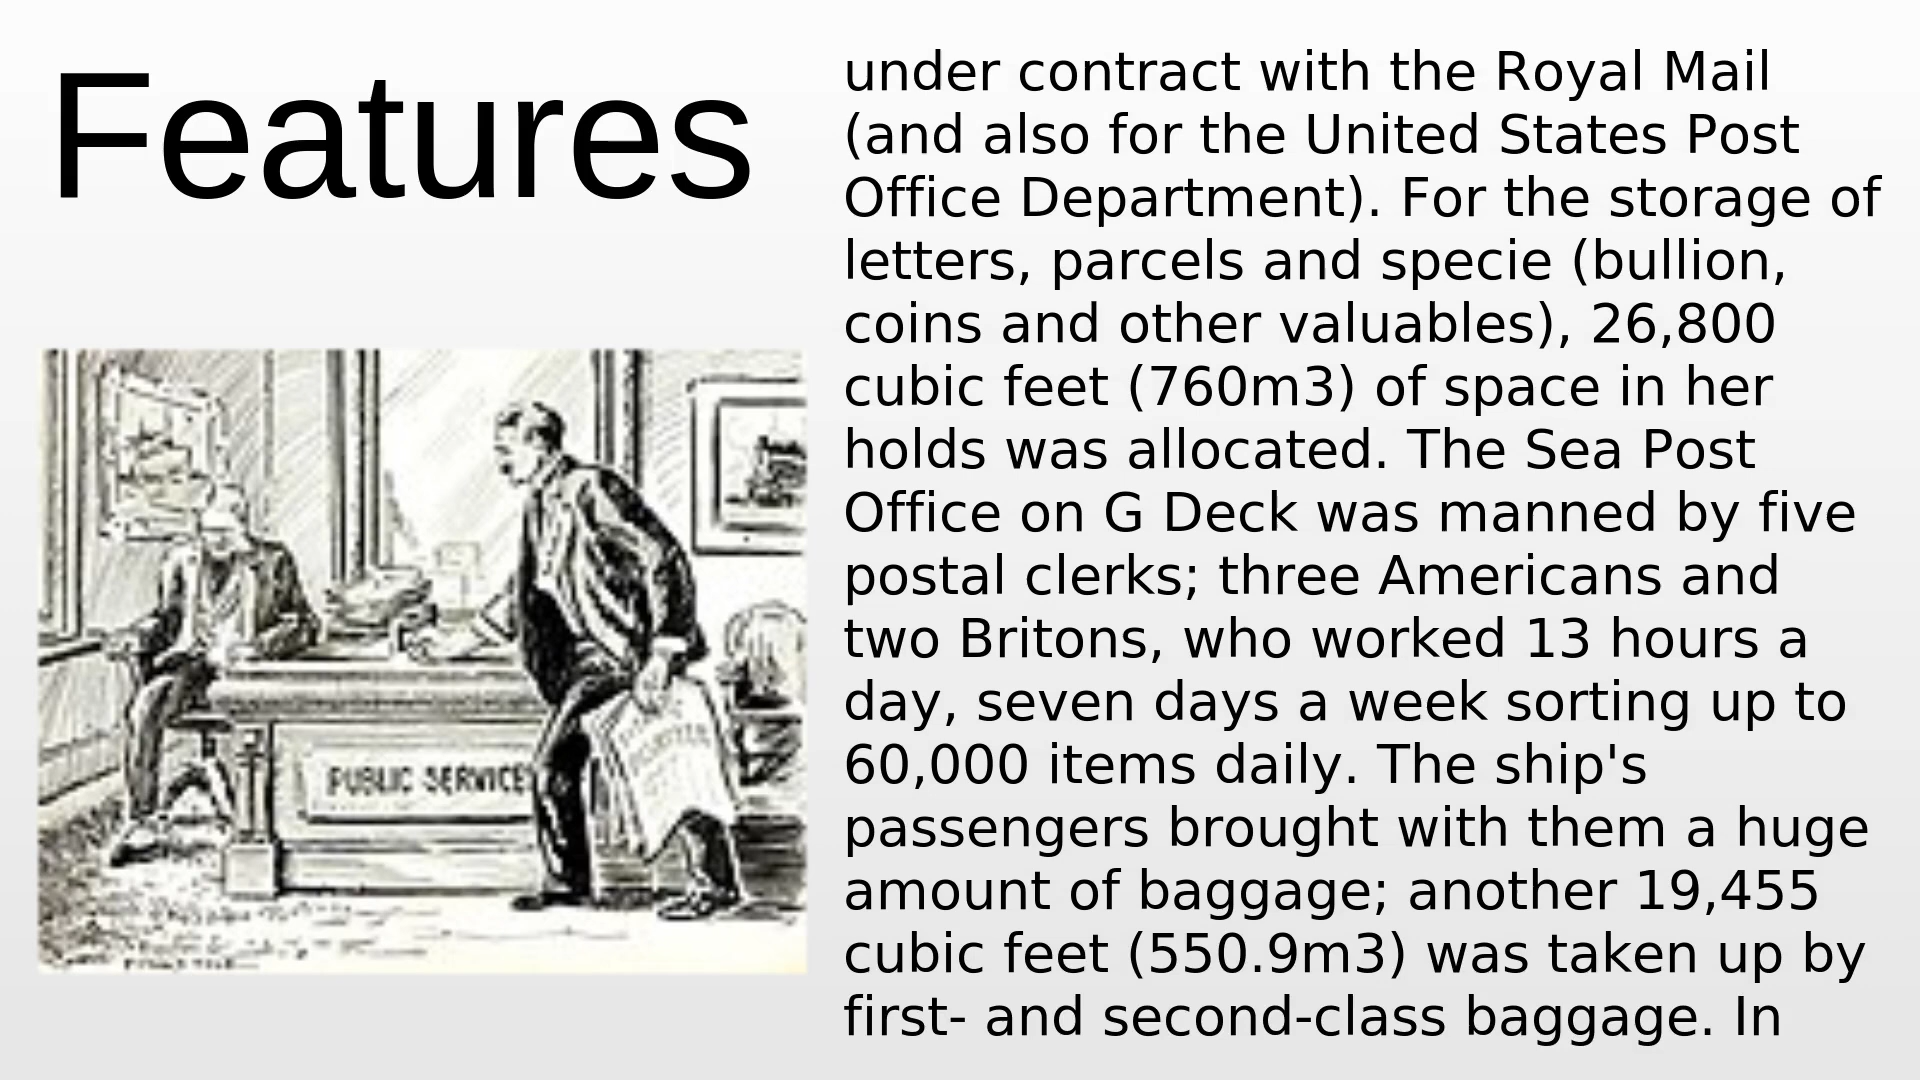 Features
under contract with the Royal Mail
(and also for the United States Post
Office Department). For the storage of
letters, parcels and specie (bullion,
coins and other valuables), 26,800
cubic feet (760m3) of space in her
holds was allocated. The Sea Post
Office on G Deck was manned by five
postal clerks; three Americans and
two Britons, who worked 13 hours a
day, seven days a week sorting up to
60,000 items daily. The ship's
passengers brought with them a huge
amount of baggage; another 19,455
cubic feet (550.9m3) was taken up by
first- and second-class baggage. In
PUBLIC SERVICE